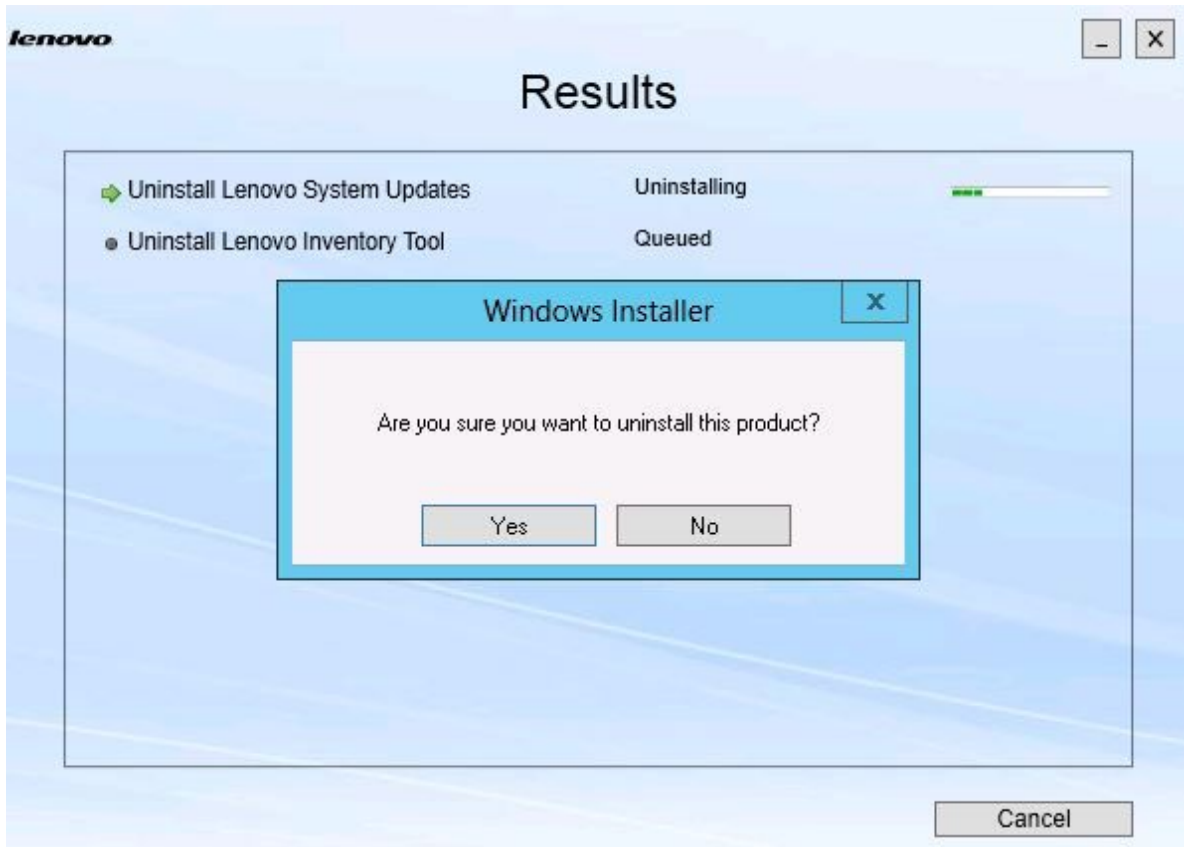 lenovo
Results
Uninstall Lenovo System Updates Uninstalling
Uninstall Lenovo Inventory Tool Queued
Windows Installer
Are you sure you want to uninstall this product?
Yes No
Cancel